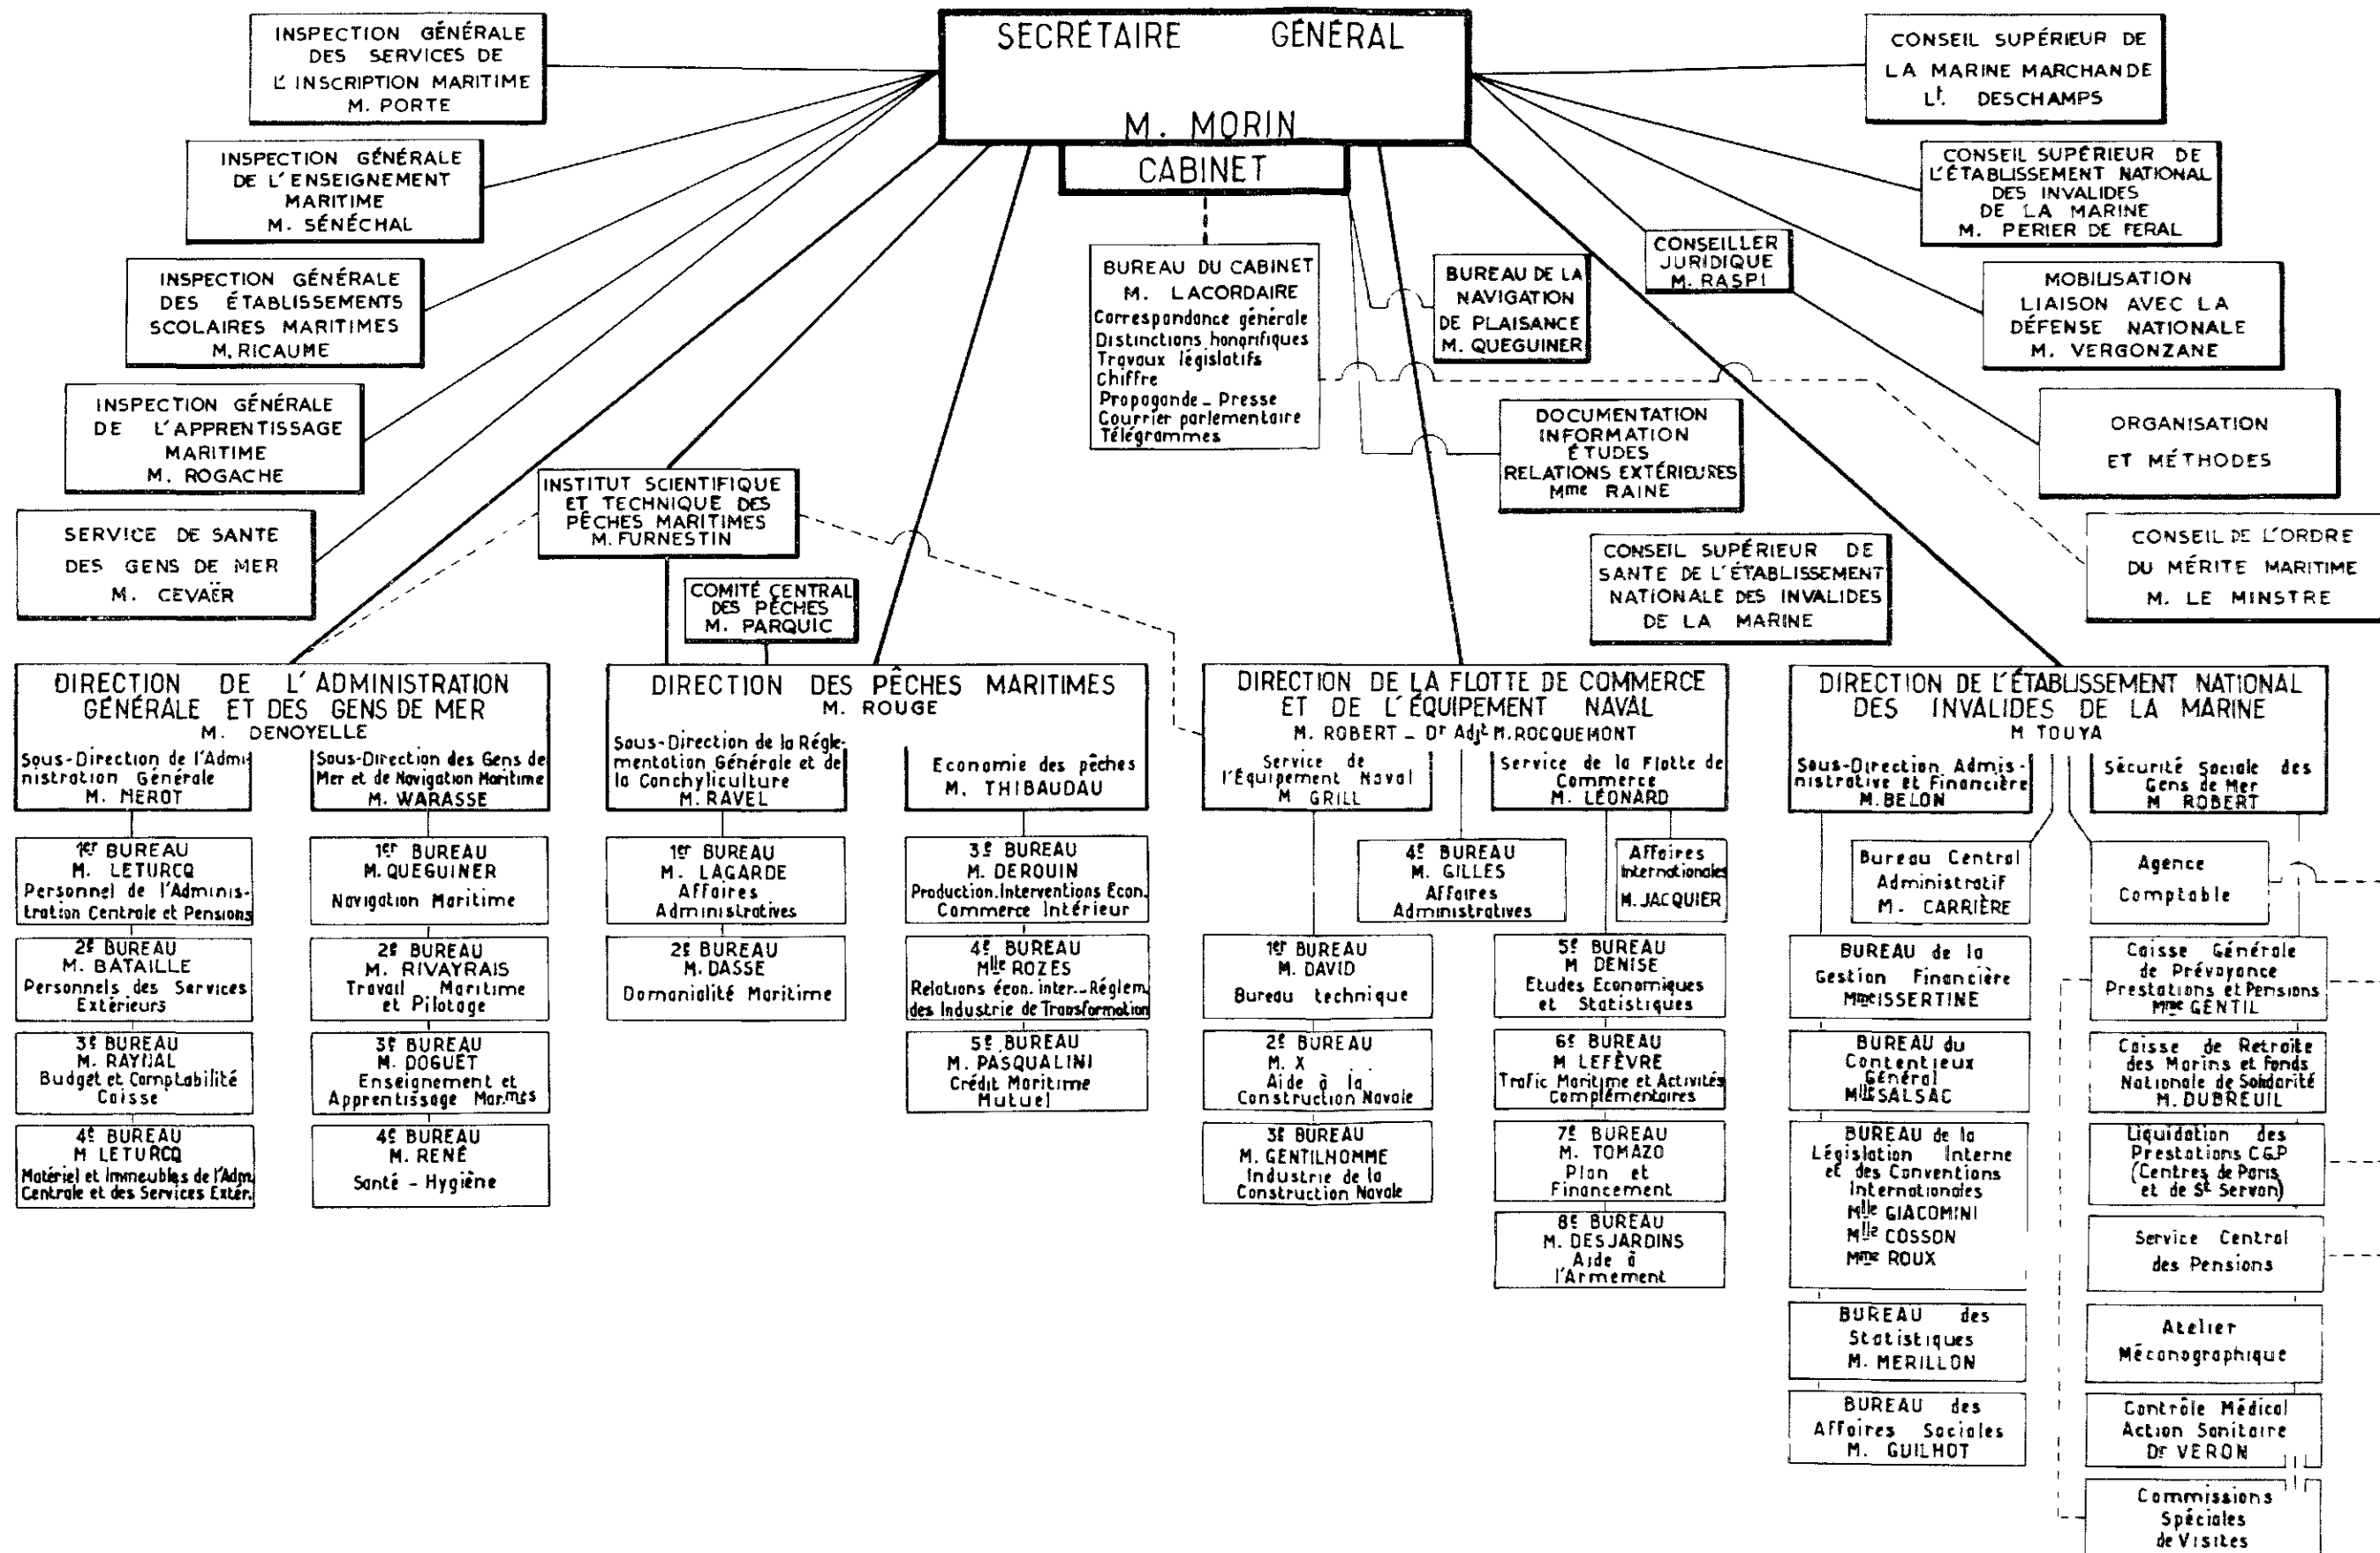 SECRÉTAIRE GÉNÉRAL
M. MORIN
CABINET
INSPECTION GÉNÉRALE
DES SERVICES DE
L'INSCRIPTION MARITIME
M. PORTE
INSPECTION GÉNÉRALE
DE L'ENSEIGNEMENT
MARITIME
M. SÉNÉCHAL
INSPECTION GÉNÉRALE
DES ÉTABLISSEMENTS
SCOLAIRES MARITIMES
M. RICAUME
INSPECTION GÉNÉRALE
DE L'APPRENTISSAGE
MARITIME
M. ROGACHE
SERVICE DE SANTE
DES GENS DE MER
M. CEVAËR
CONSEIL SUPÉRIEUR DE
LA MARINE MARCHANDE
Lt. DESCHAMPS
CONSEIL SUPÉRIEUR DE
L'ÉTABLISSEMENT NATIONAL
DES INVALIDES
DE LA MARINE
M. PERIER DE FERAL
CONSEILLER
JURIDIQUE
M. RASPI
MOBILISATION
LIAISON AVEC LA
DÉFENSE NATIONALE
M. VERGONZANE
ORGANISATION
ET MÉTHODES
CONSEIL DE L'ORDRE
DU MÉRITE MARITIME
M. LE MINSTRE
BUREAU DU CABINET
M. LACORDAIRE
Correspondance générale
Distinctions honorifiques
Travaux législatifs
Chiffre
Propagande - Presse
Courrier parlementaire
Télégrammes
BUREAU DE LA
NAVIGATION
DE PLAISANCE
M. QUEGUINER
DOCUMENTATION
INFORMATION
ÉTUDES
RELATIONS EXTÉRIEURES
Mme RAINE
INSTITUT SCIENTIFIQUE
ET TECHNIQUE DES
PÊCHES MARITIMES
M. FURNESTIN
COMITÉ CENTRAL
DES PÊCHES
M. PARQUIC
CONSEIL SUPÉRIEUR DE
SANTE DE L'ÉTABLISSEMENT
NATIONALE DES INVALIDES
DE LA MARINE
DIRECTION DE L'ADMINISTRATION
GÉNÉRALE ET DES GENS DE MER
M. DENOYELLE
Sous-Direction de l'Admi-
nistration Générale
M. MEROT
Sous-Direction des Gens de
Mer et de Navigation Maritime
M. WARASSE
1er BUREAU
M. LETURCQ
Personnel de l'Adminis-
tration Centrale et Pensions
2e BUREAU
M. BATAILLE
Personnels des Services
Extérieurs
3e BUREAU
M. RAYNAL
Budget et Comptabilité
Caisse
4e BUREAU
M LETURCQ
Matériel et Immeubles de l'Adm.
Centrale et des Services Extér.
1er BUREAU
M. QUEGUINER
Navigation Maritime
2e BUREAU
M. RIVAYRAIS
Travail Maritime
et Pilotage
3e BUREAU
M. DOGUET
Enseignement et
Apprentissage Mar.mes
4e BUREAU
M. RENÉ
Santé - Hygiène
DIRECTION DES PÊCHES MARITIMES
M. ROUGE
Sous-Direction de la Régle-
mentation Générale et de
la Conchyliculture
M. RAVEL
Economie des pêches
M. THIBAUDAU
1er BUREAU
M. LAGARDE
Affaires
Administratives
2e BUREAU
M. DASSE
Domanialité Maritime
3e BUREAU
M. DEROUIN
Production. Interventions Écon.
Commerce Intérieur
4e BUREAU
Mlle ROZES
Relations écon. inter.-Réglem.
des Industrie de Transformation
5e BUREAU
M. PASQUALINI
Crédit Maritime
Mutuel
DIRECTION DE LA FLOTTE DE COMMERCE
ET DE L'ÉQUIPEMENT NAVAL
M. ROBERT - Dr Adjt M. ROCQUEMONT
Service de
l'Équipement Naval
M GRILL
Service de la Flotte de
Commerce
M. LÉONARD
4e BUREAU
M. GILLES
Affaires
Administratives
Affaires
Internationales
M. JACQUIER
1er BUREAU
M. DAVID
Bureau technique
2e BUREAU
M. X ...
Aide à la
Construction Navale
3e BUREAU
M. GENTILHOMME
Industrie de la
Construction Navale
5e BUREAU
M DENISE
Etudes Economiques
et Statistiques
6e BUREAU
M LEFÈVRE
Trafic Maritime et Activités
Complémentaires
7e BUREAU
M. TOMAZO
Plan et
Financement
8e BUREAU
M. DESJARDINS
Aide à
l'Armement
DIRECTION DE L'ÉTABLISSEMENT NATIONAL
DES INVALIDES DE LA MARINE
M TOUYA
Sous-Direction Admis-
nistrative et Financière
M. BELON
Sécurité Sociale des
Gens de Mer
M ROBERT
Bureau Central
Administratif
M. CARRIÈRE
Agence
Comptable
BUREAU de la
Gestion Financière
Mme ISSERTINE
BUREAU du
Contentieux
Général
Mlle SALSAC
BUREAU de la
Législation Interne
et des Conventions
Internationales
Mlle GIACOMINI
Mlle COSSON
Mme ROUX
BUREAU des
Statistiques
M. MERILLON
BUREAU des
Affaires Sociales
M. GUILHOT
Caisse Générale
de Prévoyance
Prestations et Pensions
Mme GENTIL
Caisse de Retraite
des Marins et fonds
Nationale de Solidarité
M. DUBREUIL
Liquidation des
Prestations C.G.P
(Centres de Paris
et de St Servan)
Service Central
des Pensions
Atelier
Mécanographique
Contrôle Médical
Action Sanitaire
Dr VERON
Commissions
Spéciales
de Visites